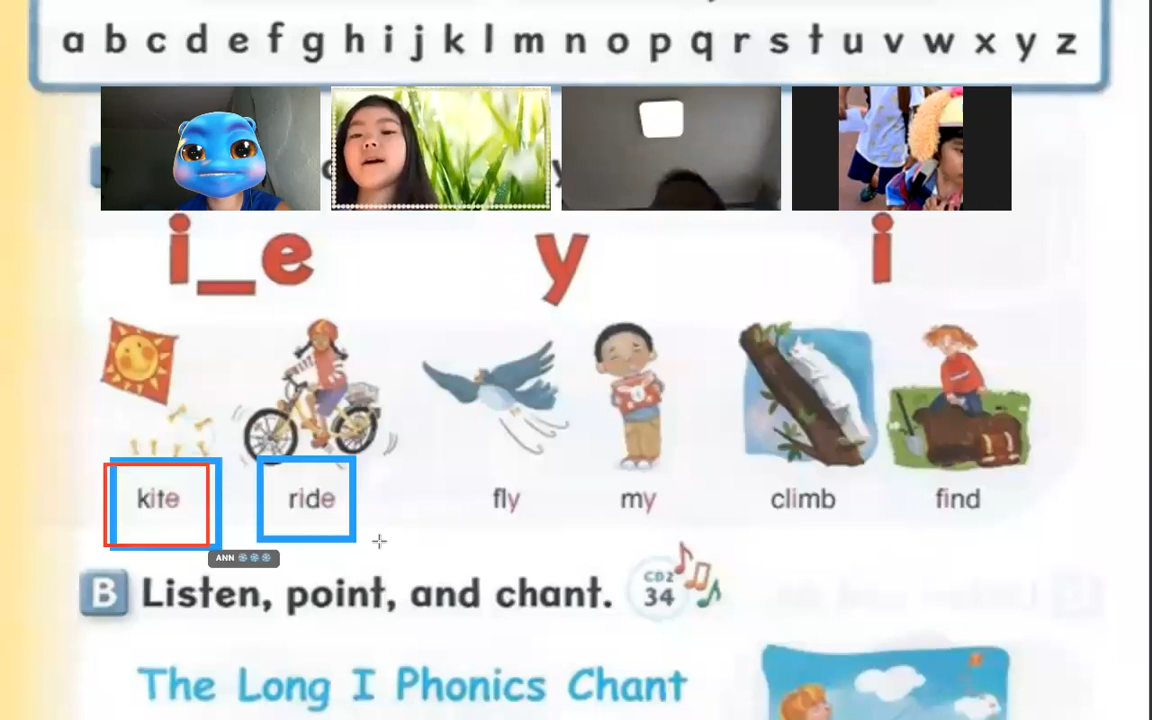 a b c d e f g h i j k l m n o p q r s t u v w x y z
i_e y i
kite ride fly my climb find
ANN
B Listen, point, and chant. CD2 34
The Long I Phonics Chant